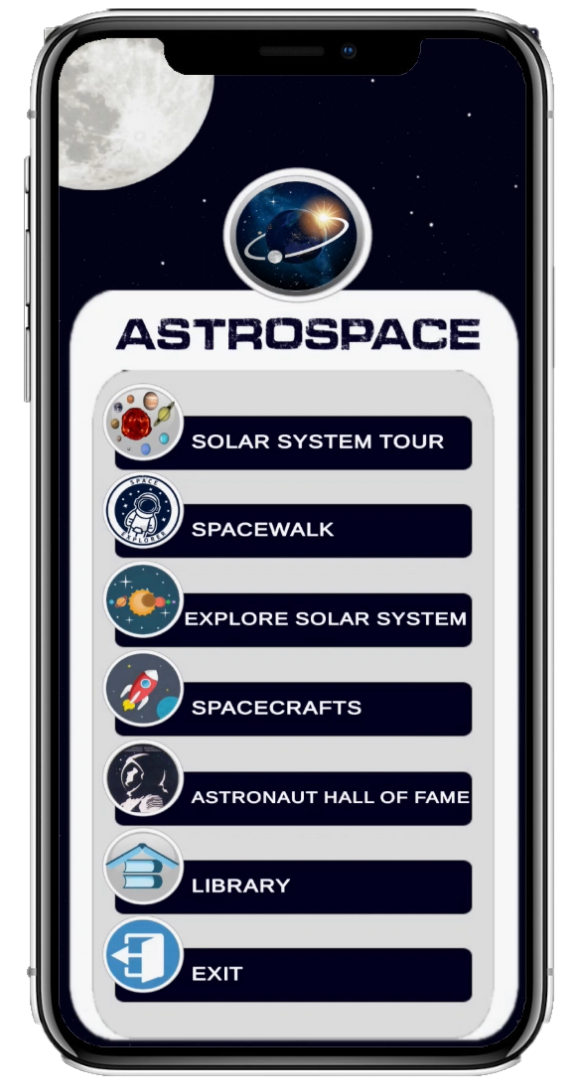 ASTROSPACE
SOLAR SYSTEM TOUR
SPACE
EXPLORER
SPACEWALK
EXPLORE SOLAR SYSTEM
SPACECRAFTS
ASTRONAUT HALL OF FAME
LIBRARY
EXIT